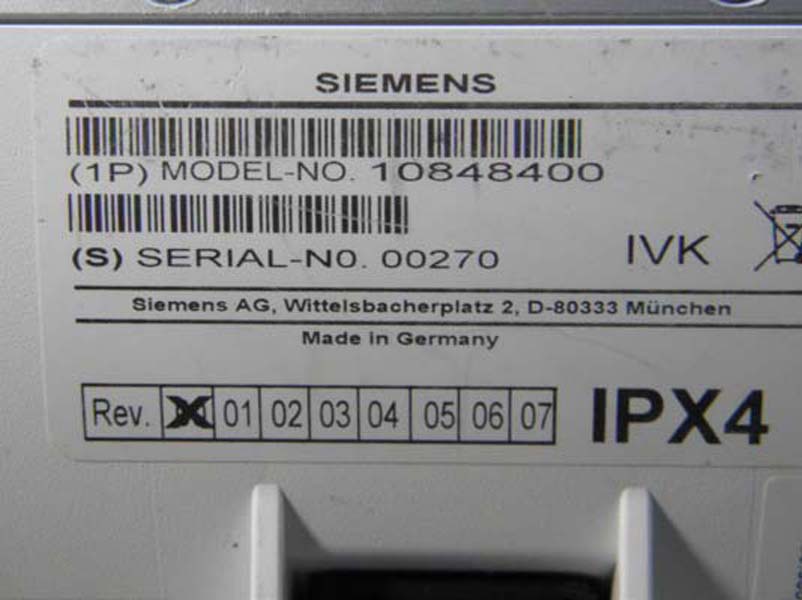 SIEMENS
(1P) MODEL-NO. 10848400
(S) SERIAL-NO. 00270
IVK
Siemens AG, Wittelsbacherplatz 2, D-80333 München
Made in Germany
Rev. 01 02 03 04 05 06 07
IPX4